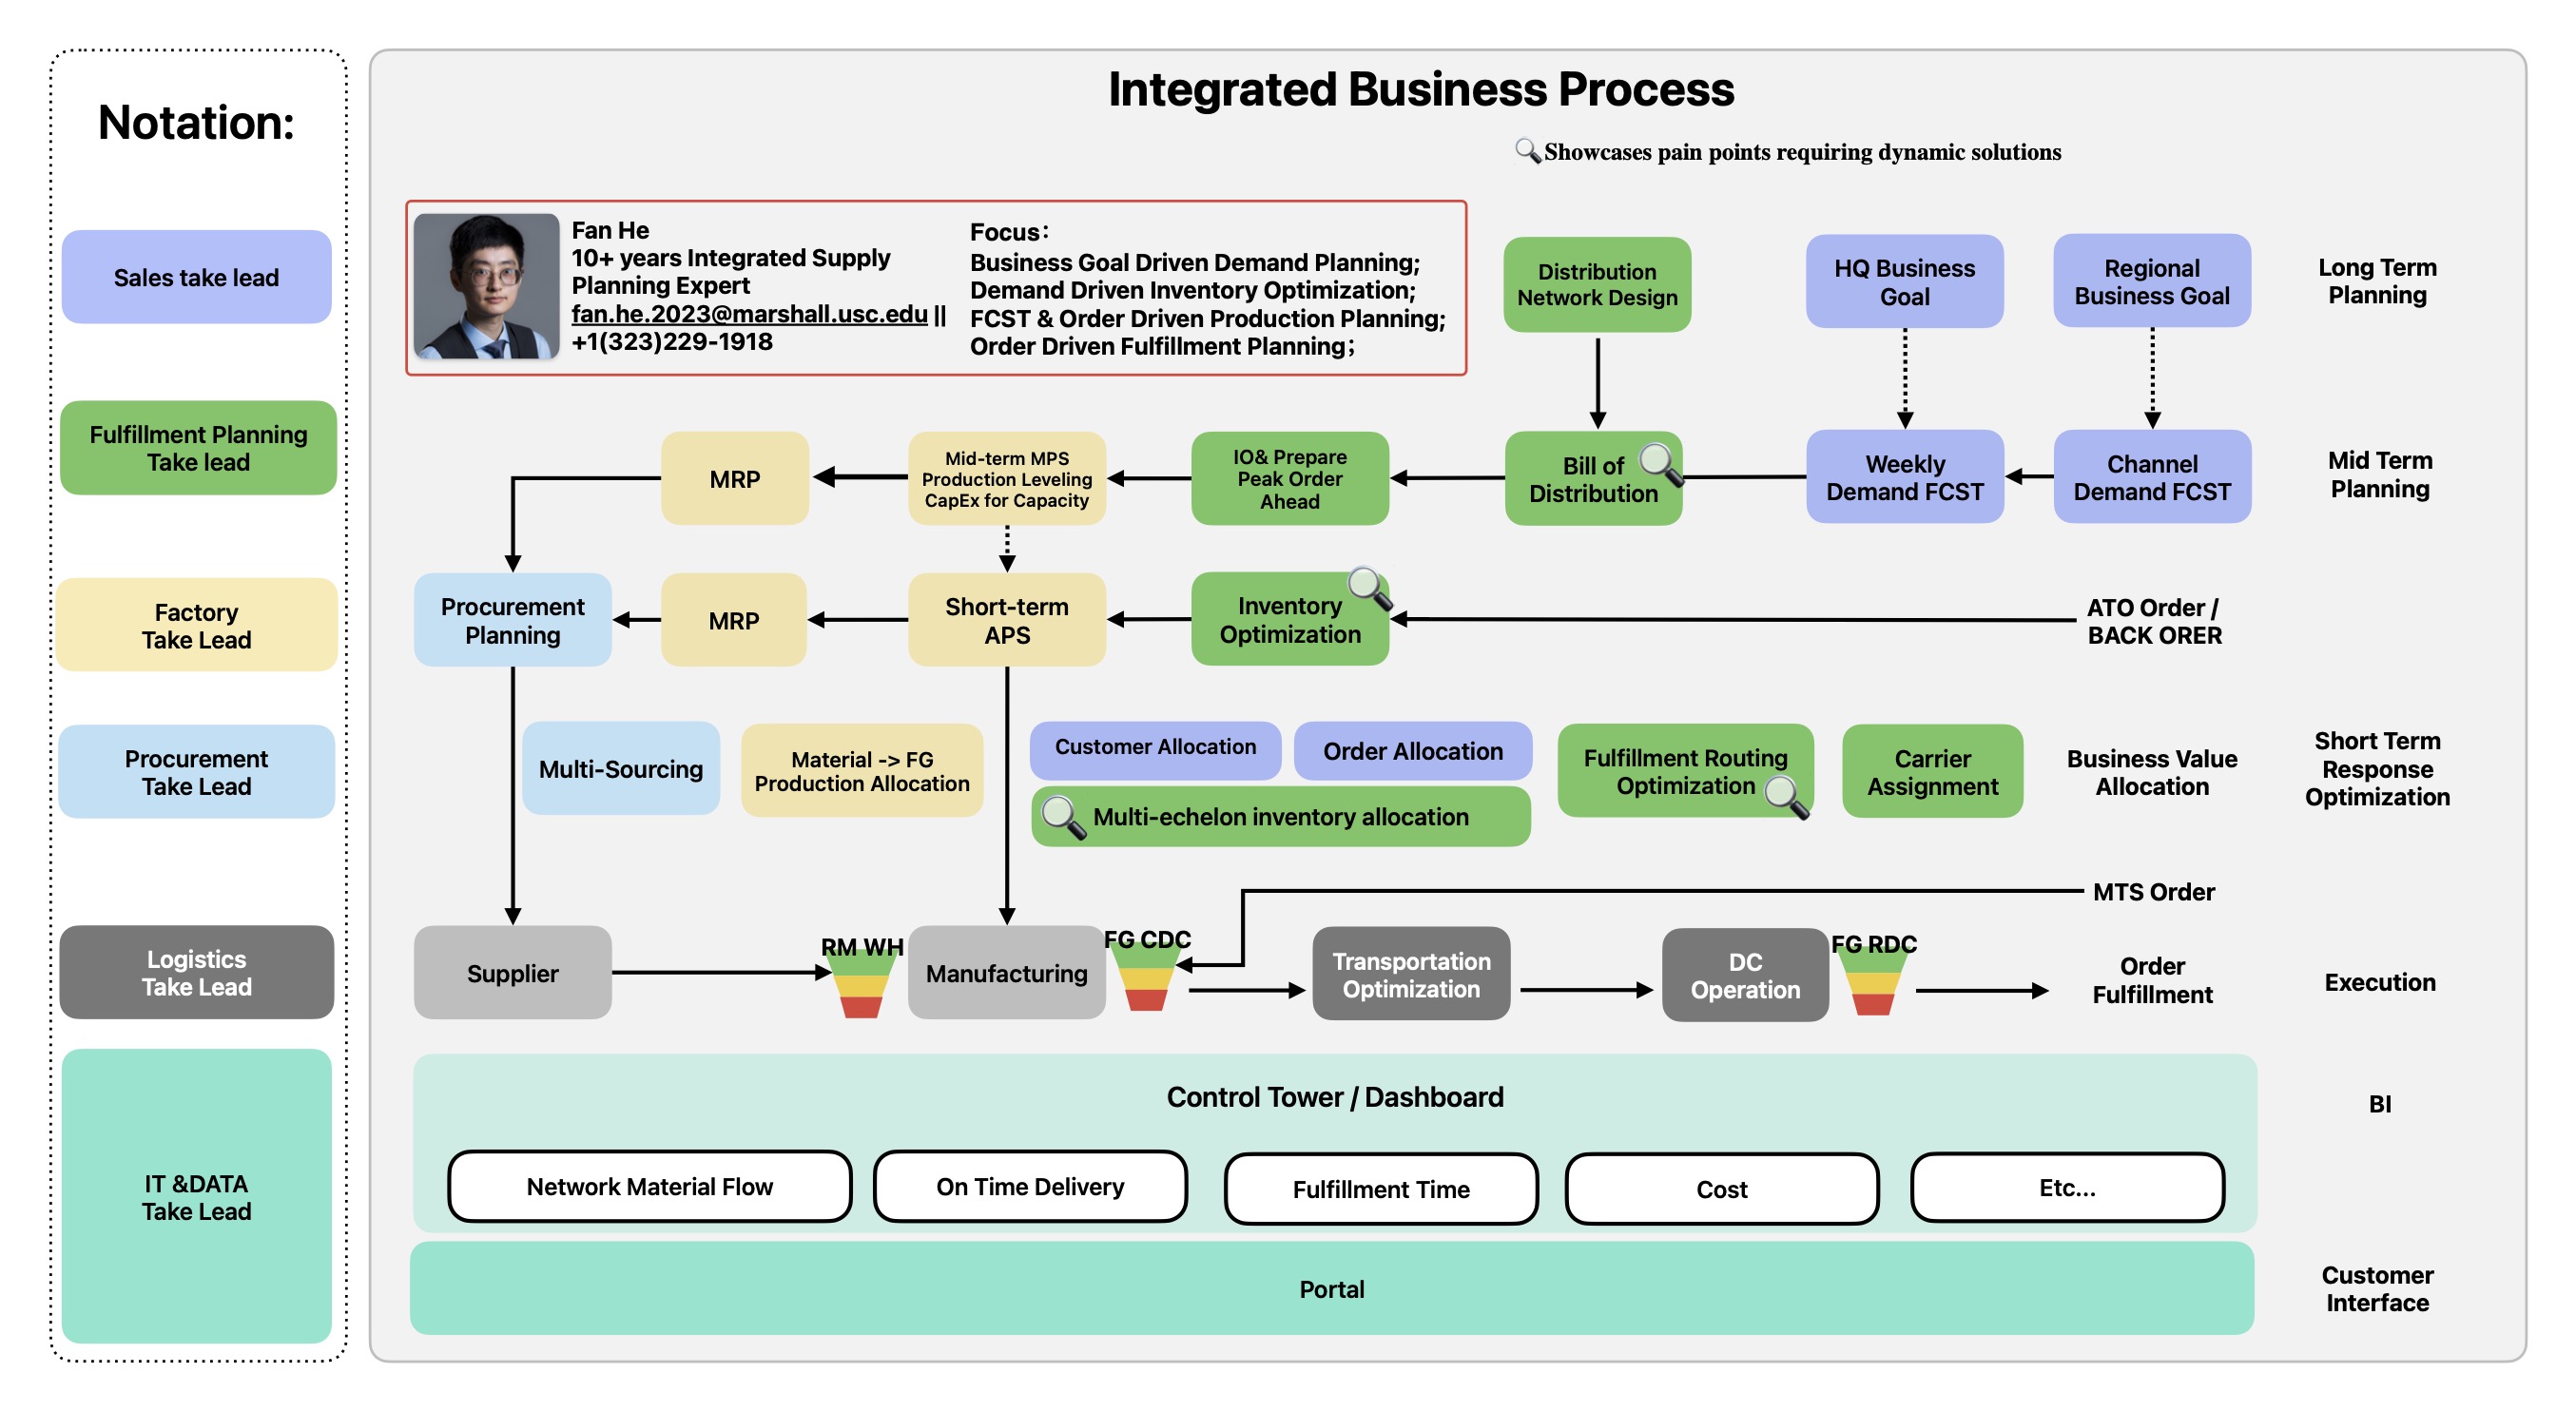 Notation:
Sales take lead
Fulfillment Planning
Take lead
Factory
Take Lead
Procurement
Take Lead
Logistics
Take Lead
IT &DATA
Take Lead
Integrated Business Process
Showcases pain points requiring dynamic solutions
Fan He
10+ years Integrated Supply
Planning Expert
fan.he.2023@marshall.usc.edu ||
+1(323)229-1918
Focus:
Business Goal Driven Demand Planning;
Demand Driven Inventory Optimization;
FCST & Order Driven Production Planning;
Order Driven Fulfillment Planning;
Distribution
Network Design
HQ Business
Goal
Regional
Business Goal
Long Term
Planning
MRP
Mid-term MPS
Production Leveling
CapEx for Capacity
IO& Prepare
Peak Order
Ahead
Bill of
Distribution
Weekly
Demand FCST
Channel
Demand FCST
Mid Term
Planning
Procurement
Planning
MRP
Short-term
APS
Inventory
Optimization
ATO Order /
BACK ORER
Multi-Sourcing
Material -> FG
Production Allocation
Customer Allocation
Order Allocation
Multi-echelon inventory allocation
Fulfillment Routing
Optimization
Carrier
Assignment
Business Value
Allocation
Short Term
Response
Optimization
MTS Order
Supplier
RM WH
Manufacturing
FG CDC
Transportation
Optimization
DC
Operation
FG RDC
Order
Fulfillment
Execution
Control Tower / Dashboard
BI
Network Material Flow
On Time Delivery
Fulfillment Time
Cost
Etc...
Portal
Customer
Interface